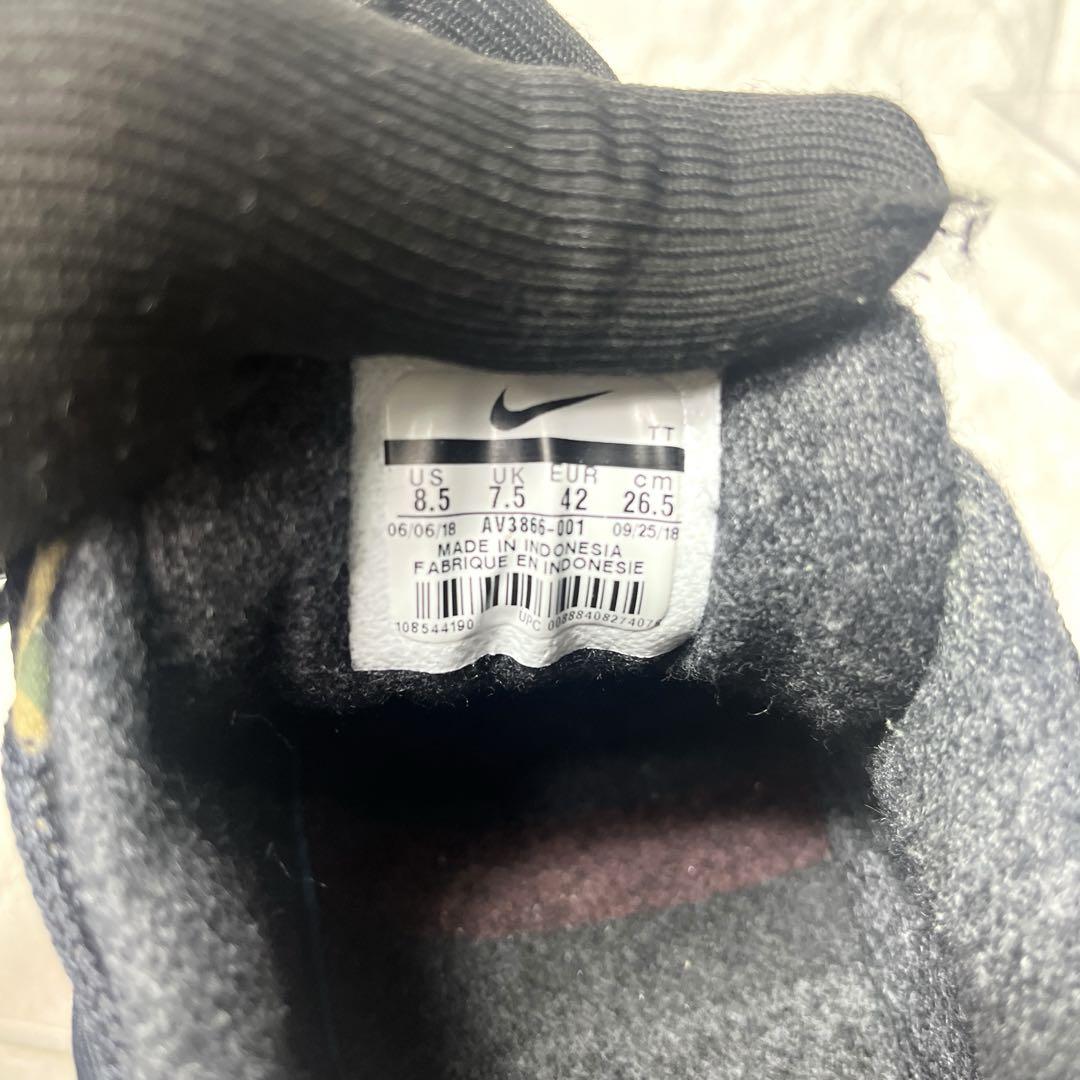 TT
US UK EUR cm
8.5 7.5 42 26.5
06/06/18 AV3866-001 09/25/18
MADE IN INDONESIA
FABRIQUE EN INDONESIE
108544190 UPC